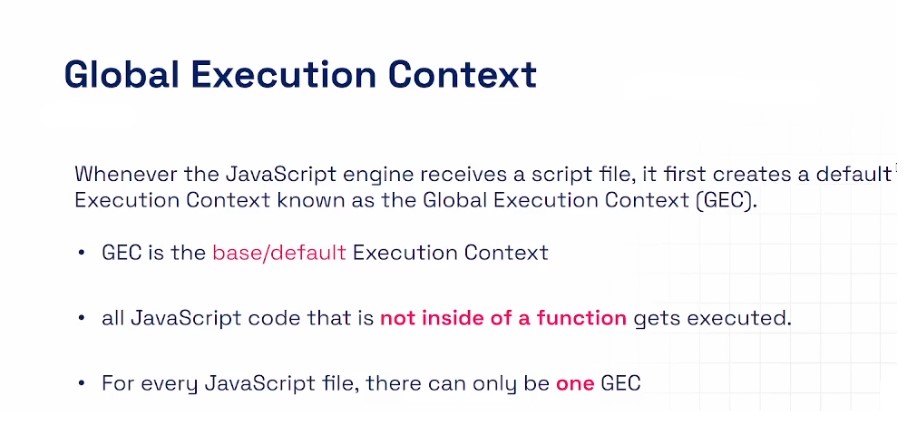 Global Execution Context
Whenever the JavaScript engine receives a script file, it first creates a default
Execution Context known as the Global Execution Context (GEC).
• GEC is the base/default Execution Context
• all JavaScript code that is not inside of a function gets executed.
• For every JavaScript file, there can only be one GEC